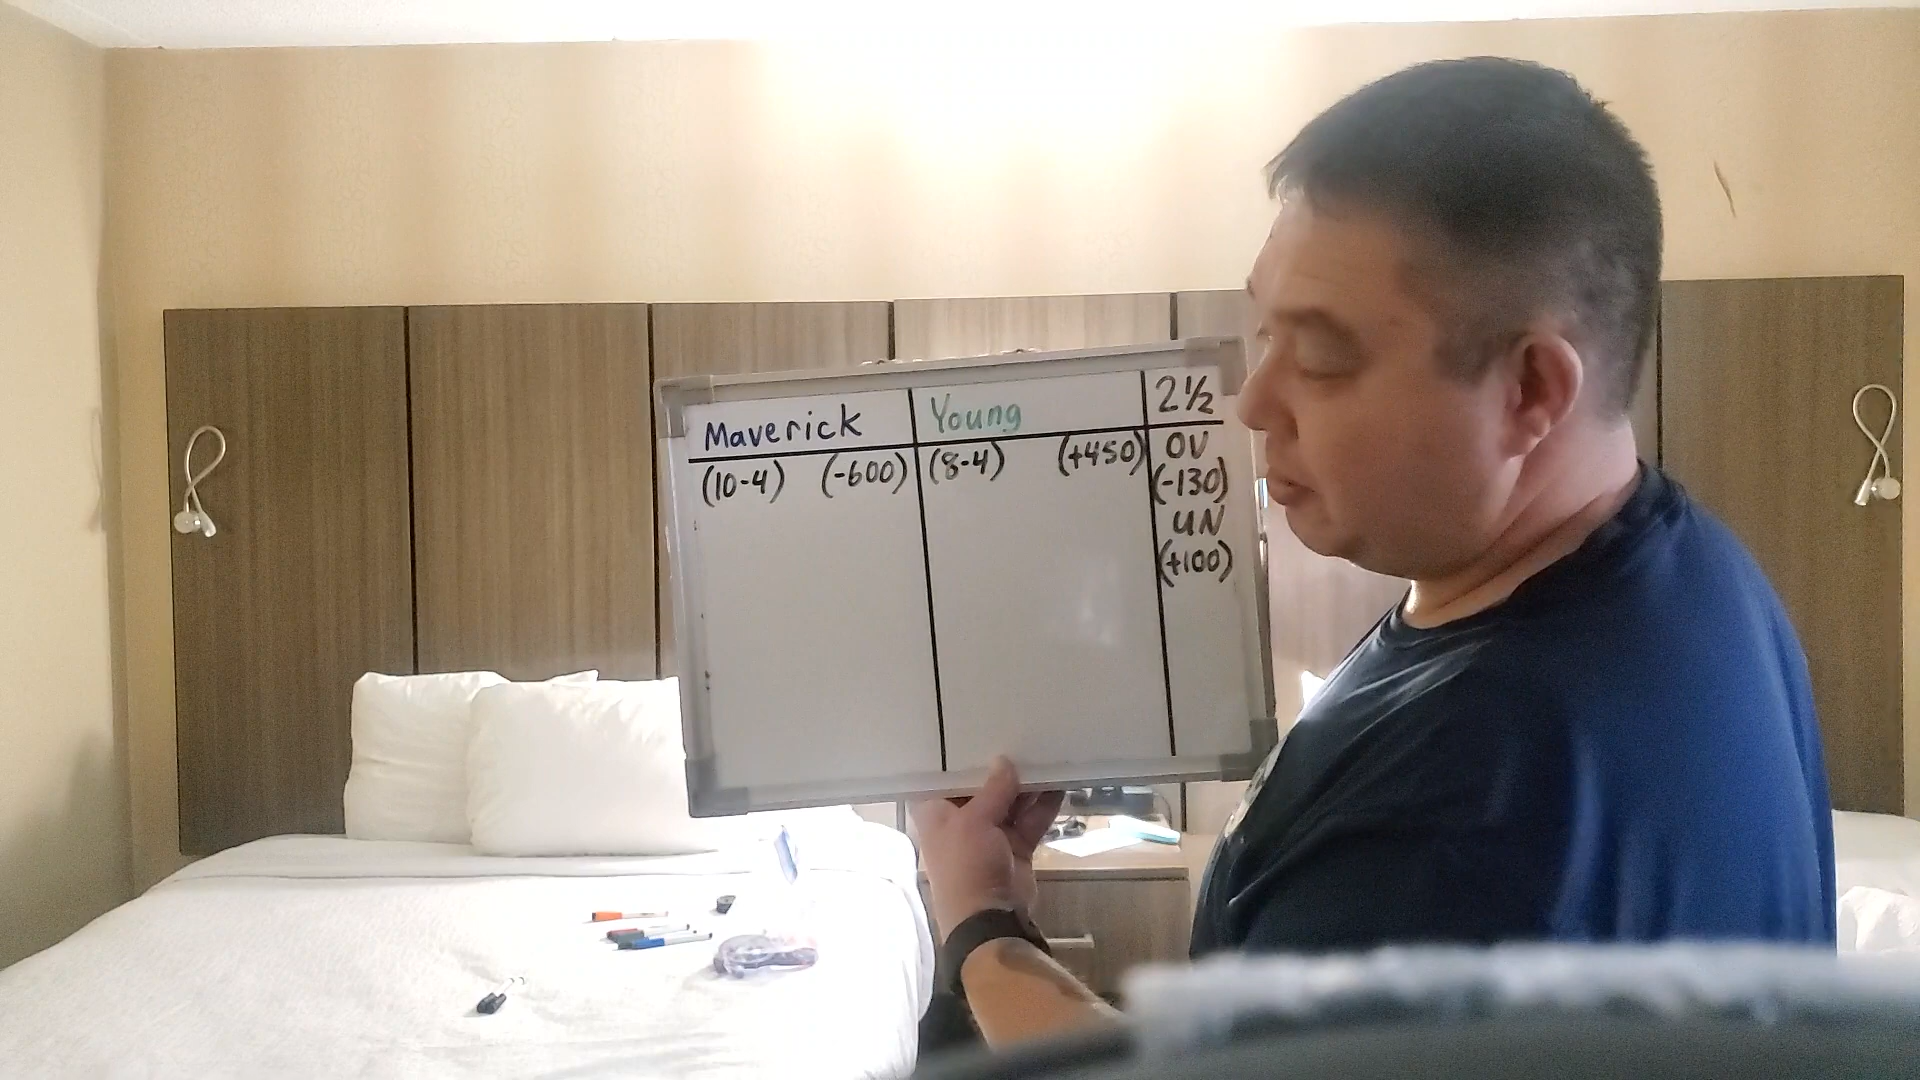 Maverick Young 2½
(10-4) (-600) (8-4) (+450) OV
(-130)
UN
(+100)